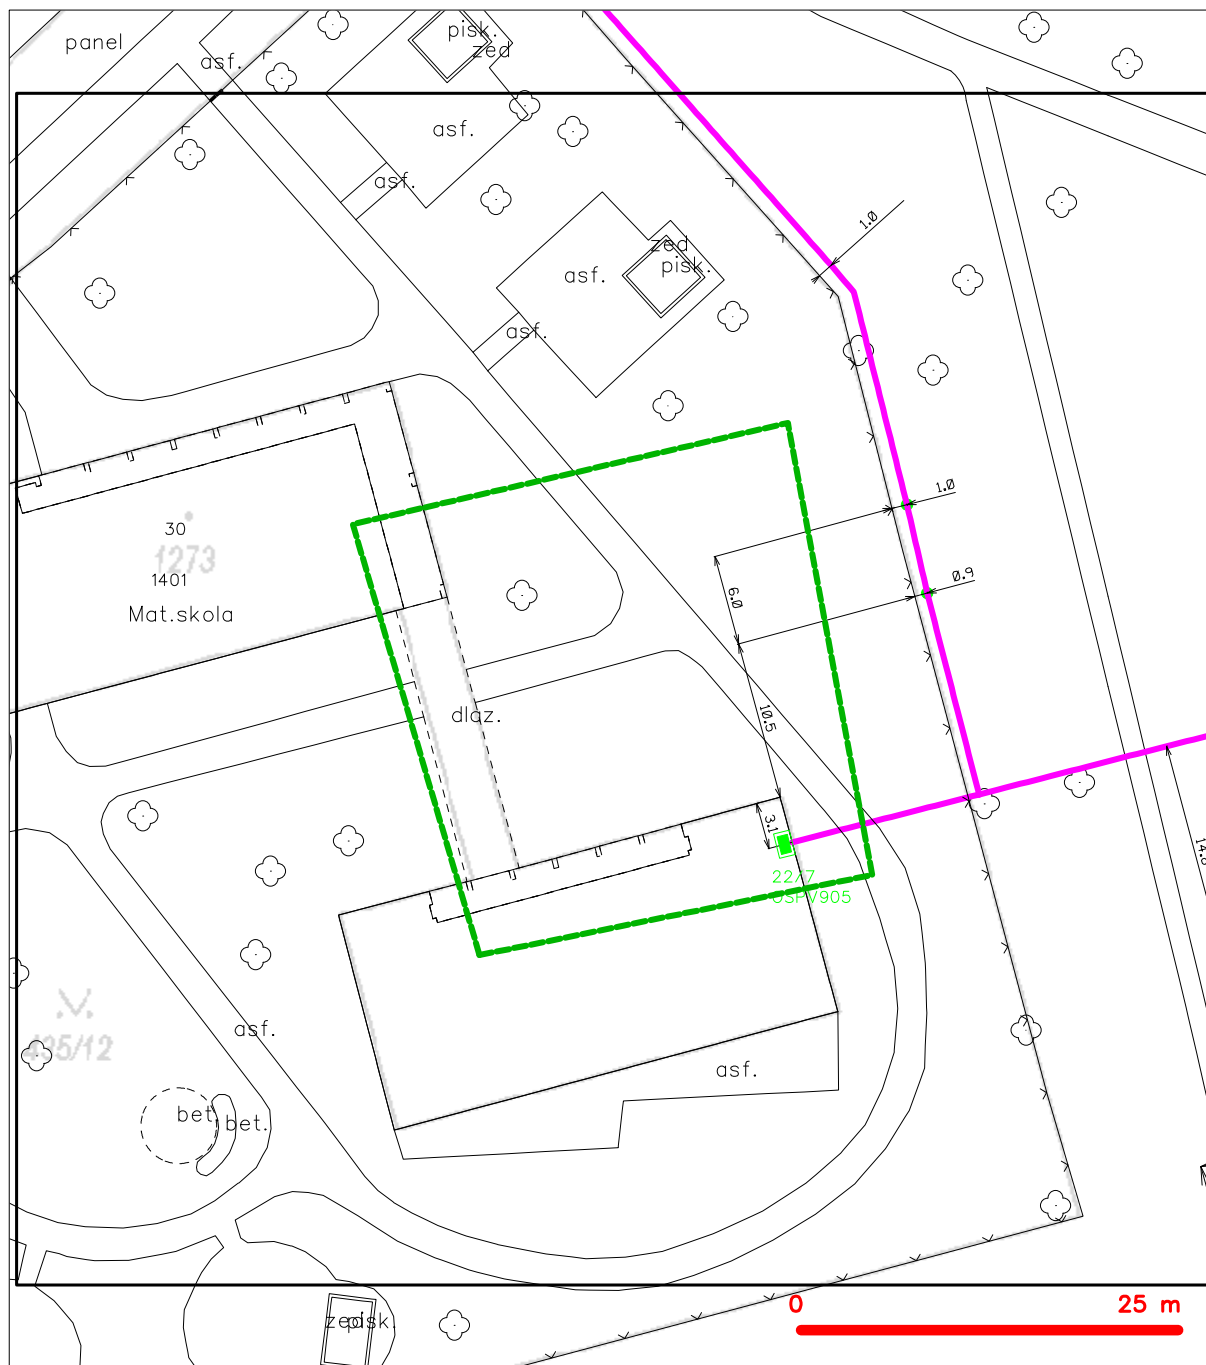 panel
pisk.
zed
asf.
asf.
asf.
1.0
zed
pisk.
asf.
asf.
1.0
30
1273
0.9
1401
6.0
Mat.skola
dlaz.
10.5
3.1
22/7
OSPV905
asf.
435/12
asf.
bet.
bet.
0
25 m
zed
pisk.